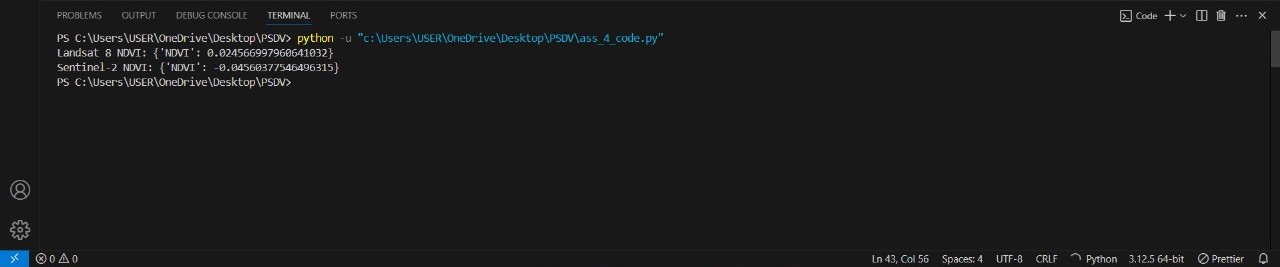 PROBLEMS OUTPUT DEBUG CONSOLE TERMINAL PORTS Code
PS C:\Users\USER\OneDrive\Desktop\PSDV> python -u "c:\Users\USER\OneDrive\Desktop\PSDV\ass_4_code.py"
Landsat 8 NDVI: {'NDVI': 0.024566997960641032}
Sentinel-2 NDVI: {'NDVI': -0.04560377546496315}
PS C:\Users\USER\OneDrive\Desktop\PSDV>
0 0 Ln 43, Col 56 Spaces: 4 UTF-8 CRLF Python 3.12.5 64-bit Prettier